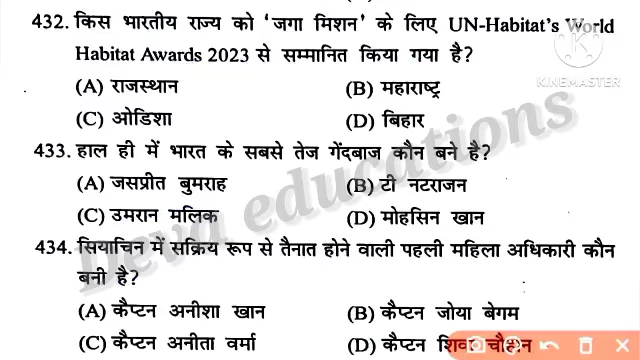 432. किस भारतीय राज्य को 'जगा मिशन' के लिए UN-Habitat's World
Habitat Awards 2023 से सम्मानित किया गया है?
(A) राजस्थान (B) महाराष्ट्र
(C) ओडिशा (D) बिहार
433. हाल ही में भारत के सबसे तेज गेंदबाज कौन बने है?
(A) जसप्रीत बुमराह (B) टी नटराजन
(C) उमरान मलिक (D) मोहसिन खान
434. सियाचिन में सक्रिय रूप से तैनात होने वाली पहली महिला अधिकारी कौन
बनी है?
(A) कैप्टन अनीशा खान (B) कैप्टन जोया बेगम
(C) कैप्टन अनीता वर्मा (D) कैप्टन शिवा चौहान
KINEMASTER
Deva educations